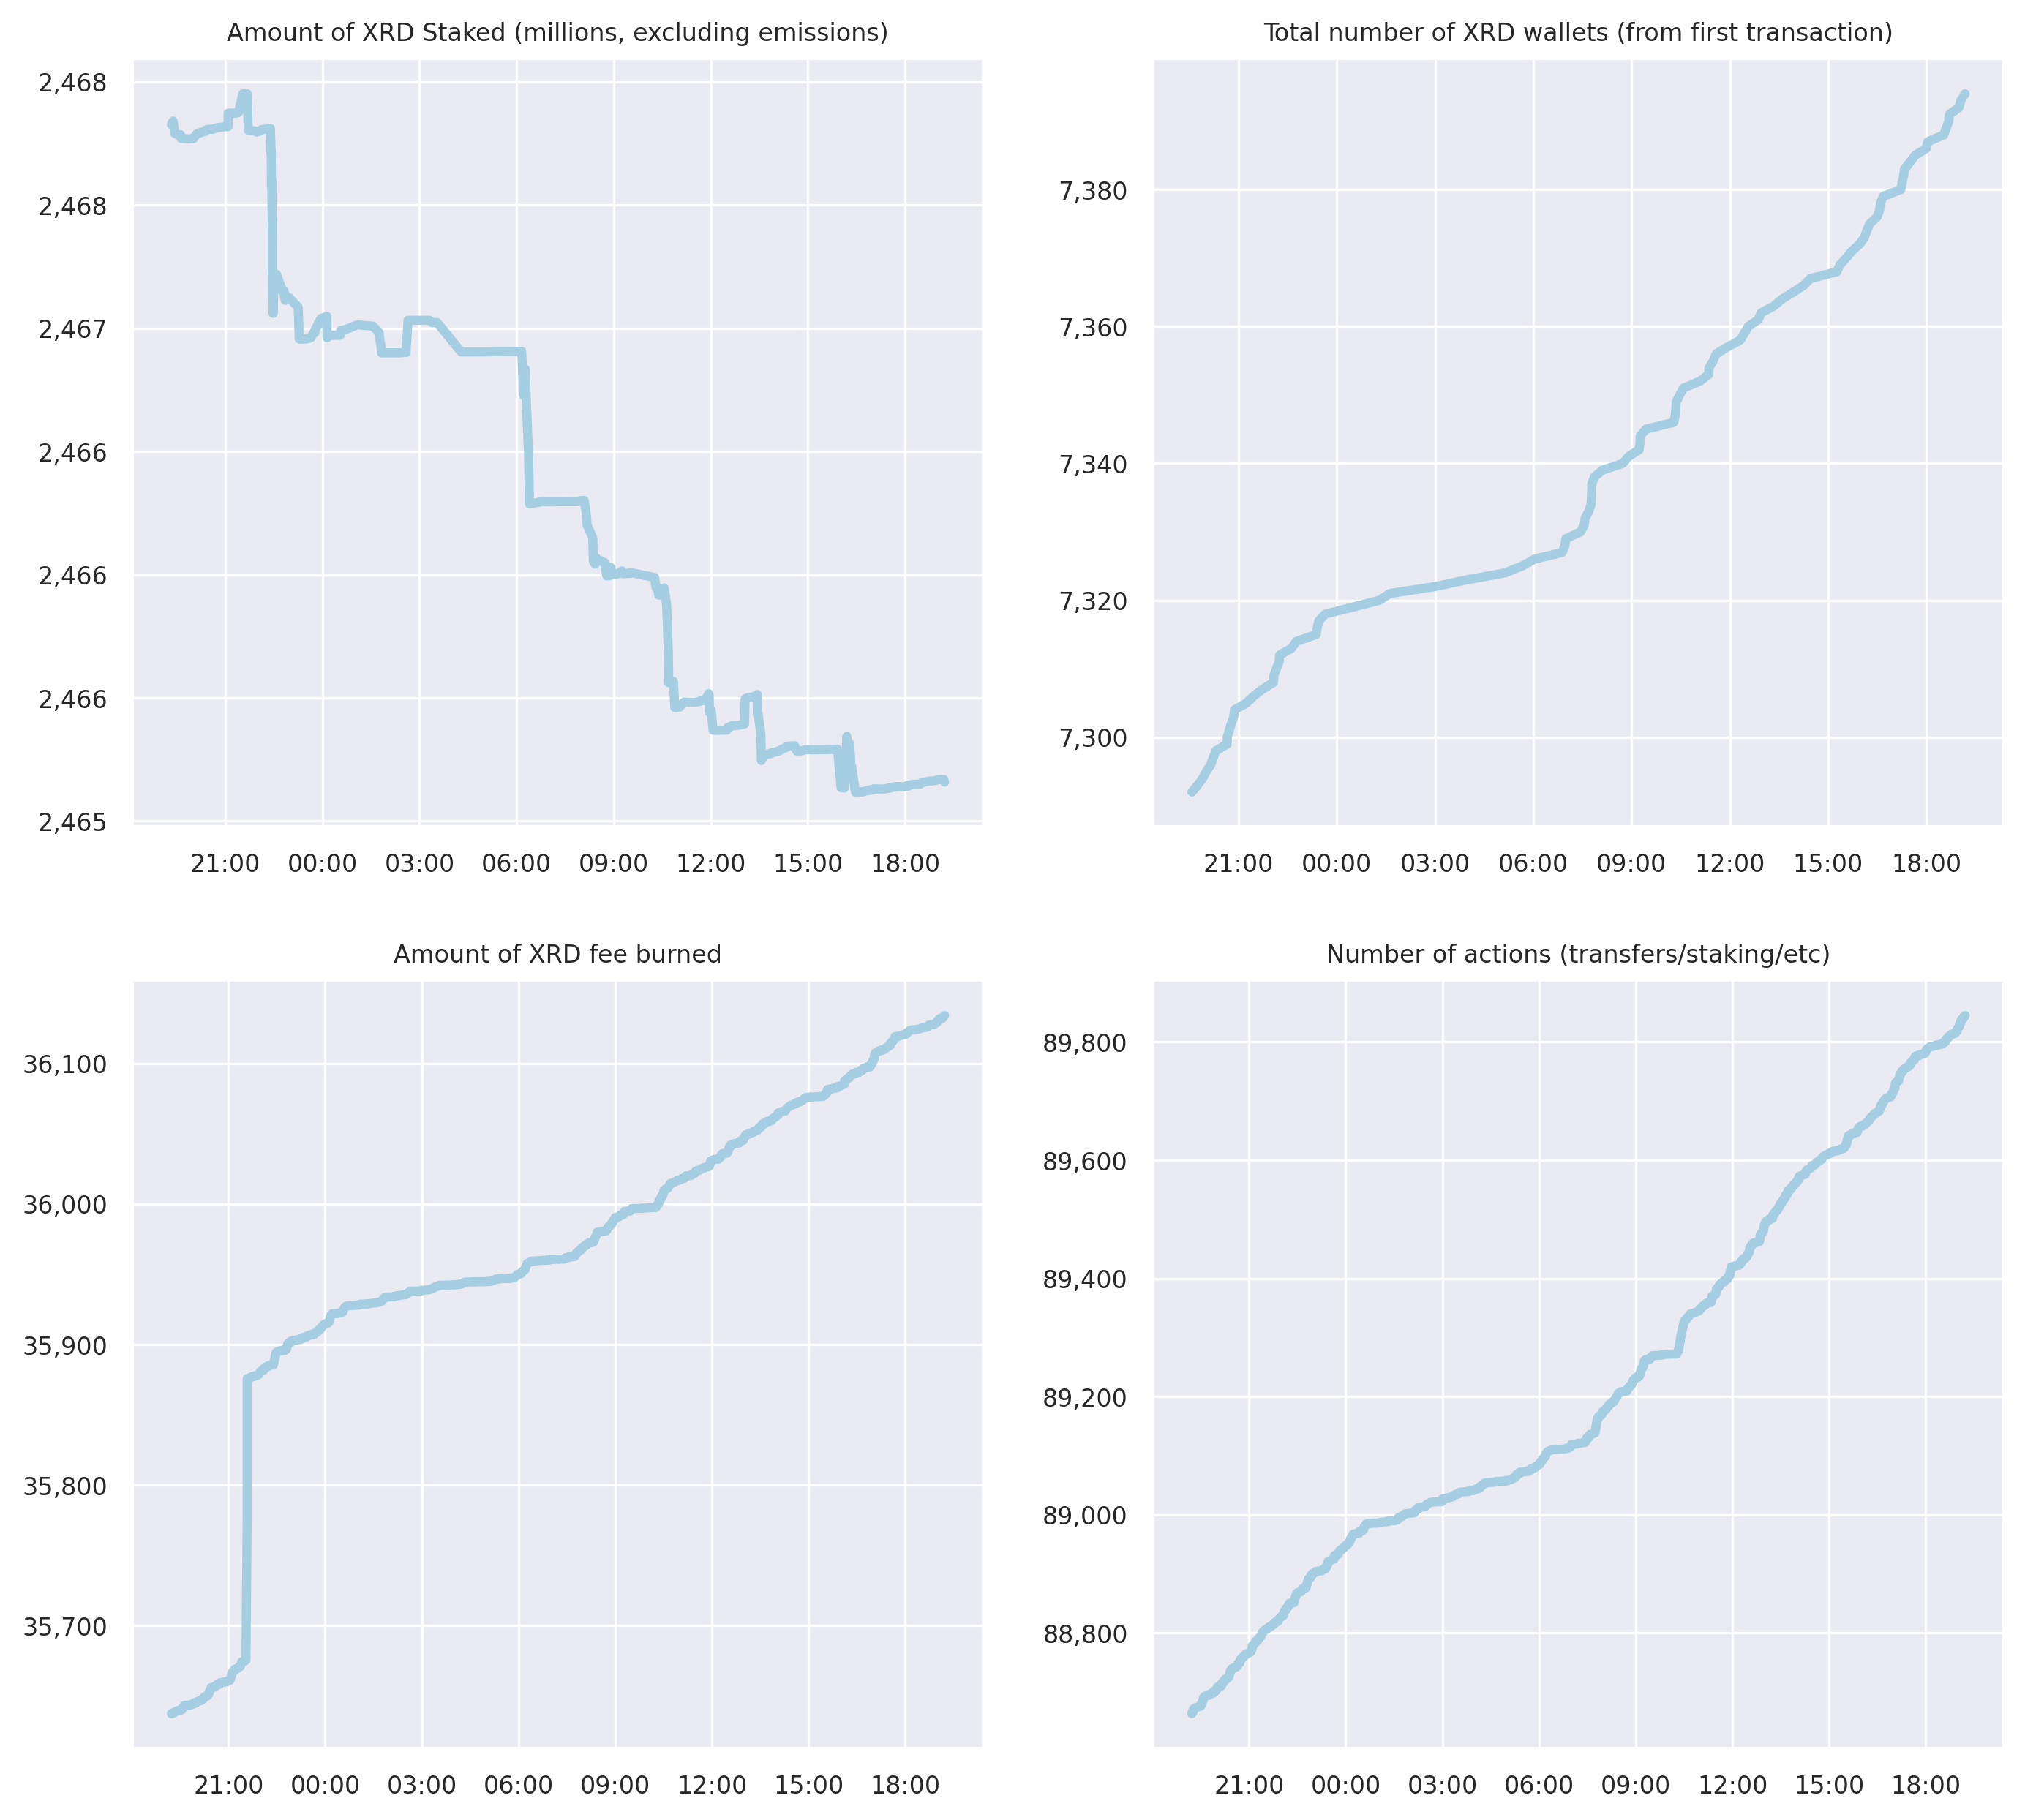 Amount of XRD Staked (millions, excluding emissions)
2,468
2,468
2,467
2,466
2,466
2,466
2,465
21:00 00:00 03:00 06:00 09:00 12:00 15:00 18:00
Total number of XRD wallets (from first transaction)
7,380
7,360
7,340
7,320
7,300
21:00 00:00 03:00 06:00 09:00 12:00 15:00 18:00
Amount of XRD fee burned
36,100
36,000
35,900
35,800
35,700
21:00 00:00 03:00 06:00 09:00 12:00 15:00 18:00
Number of actions (transfers/staking/etc)
89,800
89,600
89,400
89,200
89,000
88,800
21:00 00:00 03:00 06:00 09:00 12:00 15:00 18:00